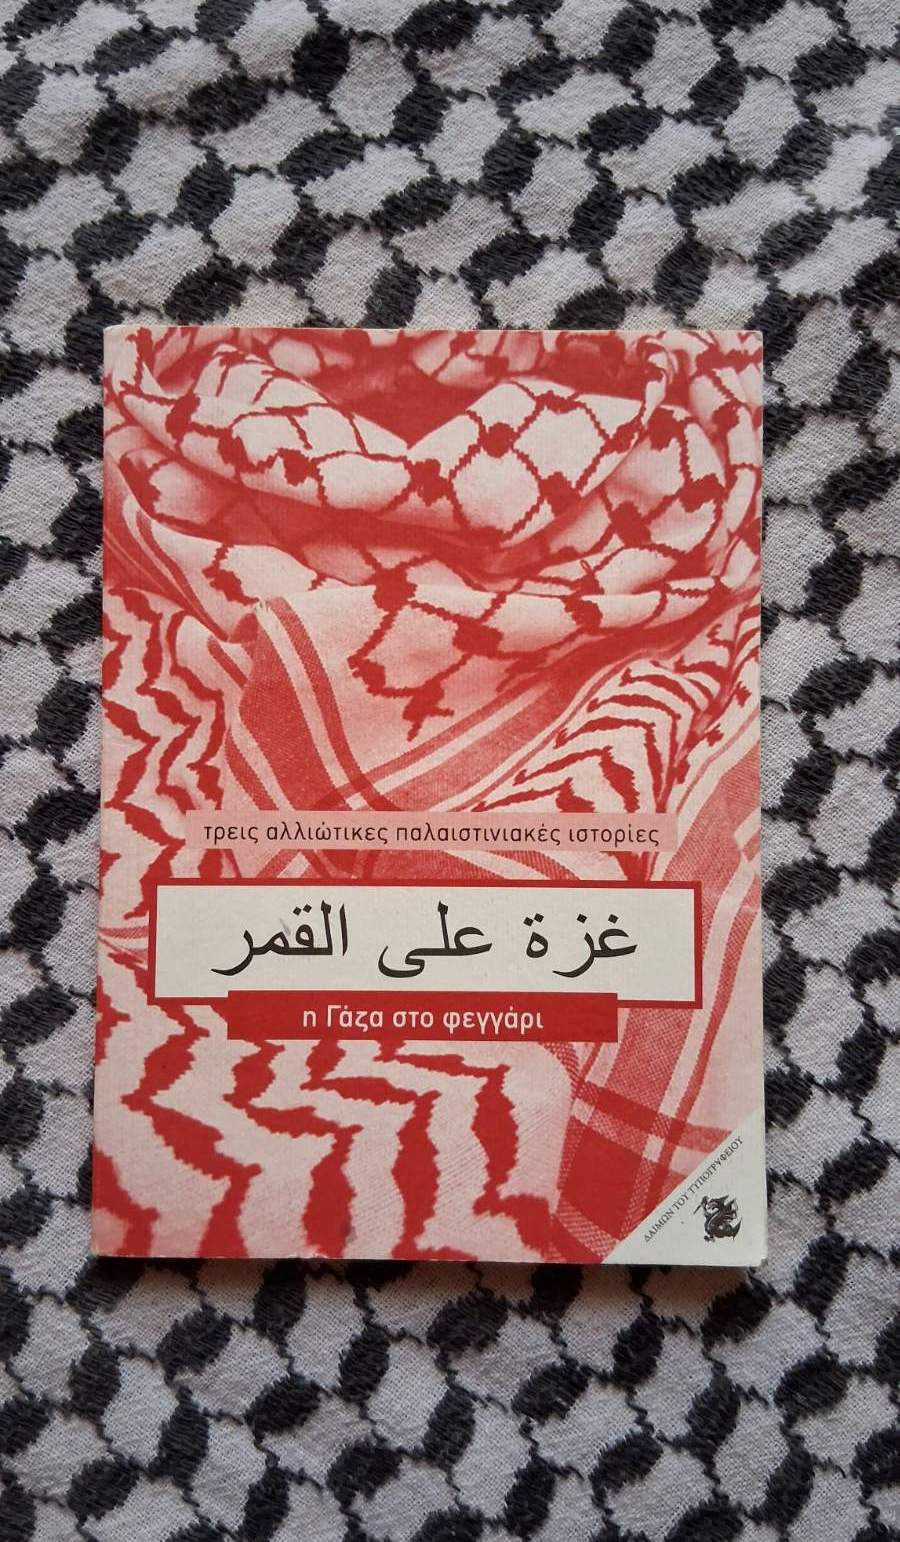 τρεις αλλιώτικες παλαιστινιακές ιστορίες
غزة على القمر
η Γάζα στο φεγγάρι
ΔΑΙΜΩΝ ΤΟΥ ΤΥΠΟΓΡΑΦΕΙΟΥ